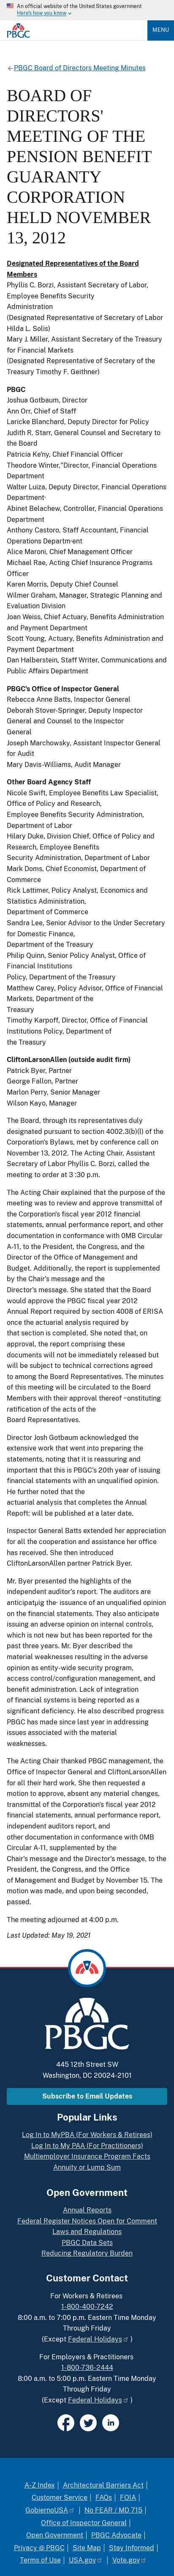 An official website of the United States government
Here's how you know
PBGC
MENU
PBGC Board of Directors Meeting Minutes
BOARD OF
DIRECTORS'
MEETING OF THE
PENSION BENEFIT
GUARANTY
CORPORATION
HELD NOVEMBER
13, 2012
Designated Representatives of the Board
Members
Phyllis C. Borzi, Assistant Secretary of Labor,
Employee Benefits Security
Administration
(Designated Representative of the Secretary of Labor
Hilda L. Solis)
Mary J. Miller, Assistant Secretary of the Treasury
for Financial Markets
(Designated Representative of the Secretary of the
Treasury Timothy F. Geithner)
PBGC
Joshua Gotbaum, Director
Ann Orr, Chief of Staff
Laricke Blanchard, Deputy Director for Policy
Judith R. Starr, General Counsel and Secretary to
the Board
Patricia Ke'ny, Chief Financial Officer
Theodore Winter,"Director, Financial Operations
Department
Walter Luiza, Deputy Director, Financial Operations
Department·
Abinet Belachew, Controller, Financial Operations
Department
Anthony Castoro, Staff Accountant, Financial
Operations Departm·ent
Alice Maroni, Chief Management Officer
Michael Rae, Acting Chief Insurance Programs
Officer
Karen Morris, Deputy Chief Counsel
Wilmer Graham, Manager, Strategic Planning and
Evaluation Division
Joan Weiss, Chief Actuary, Benefits Administration
and Payment Department
Scott Young, Actuary, Benefits Administration and
Payment Department
Dan Halberstein, Staff Writer, Communications and
Public Affairs Department
PBGC's Office of Inspector General
Rebecca Anne Batts, Inspector General
Deborah Stover-Springer, Deputy Inspector
General and Counsel to the Inspector
General
Joseph Marchowsky, Assistant Inspector General
for Audit
Mary Davis-Williams, Audit Manager
Other Board Agency Staff
Nicole Swift, Employee Benefits Law Specialist,
Office of Policy and Research,
Employee Benefits Security Administration,
Department of Labor
Hilary Duke, Division Chief, Office of Policy and
Research, Employee Benefits
Security Administration, Department of Labor
Mark Doms, Chief Economist, Department of
Commerce
Rick Lattimer, Policy Analyst, Economics and
Statistics Administration,
Department of Commerce
Sandra Lee, Senior Advisor to the Under Secretary
for Domestic Finance,
Department of the Treasury
Philip Quinn, Senior Policy Analyst, Office of
Financial Institutions
Policy, Department of the Treasury
Matthew Carey, Policy Advisor, Office of Financial
Markets, Department of the
Treasury
Timothy Karpoff, Director, Office of Financial
Institutions Policy, Department of
the Treasury
CliftonLarsonAllen (outside audit firm)
Patrick Byer, Partner
George Fallon, Partner
Marlon Perry, Senior Manager
Wilson Kayo, Manager
The Board, through its representatives duly
designated pursuant to section 4002.3(b)(l) of the
Corporation's Bylaws, met by telephone con call on
November 13, 2012. The Acting Chair, Assistant
Secretary of Labor Phyllis C. Borzi, called the
meeting to order at 3 :30 p.m.
The Acting Chair explained that the purpose of the
meeting was to vote on issuing a transmittal of the
Corporation's fiscal year 2012 financial
statements, annual performance report, and other
documentation in conformance with 0MB Circular
A-11, to the President, the Congress, and the
Director of the Office of Management and
Budget. Additionally, the report is supplement by
by the Chair's message and the
Director's message. She stated that the Board
would approve the PBGC fiscal year 2012
Annual Report required by section 4008 of ERISA
once the actuarial evaluation and
statement is completed. Comments from the other
agencies regarding these
documents will not be immediately released but
will be subject to technical corrections and edits
in accordance with final discussions and approval
among the Board Representatives. The minutes of
this meeting will be circulated to the Board
Members with their approval thereof ~onstituting
ratification of the acts of the
Board Representative.
Director Josh Gotbaum acknowledged the
extensive work that went into preparing the
statements on time. He stated that it was
important to note that this is PBGC's 20th year of issuing
financial statements and with an unqualified
opinion. He further noted that the
actuarial analysis that completes the Annual
Report: will be published at a later date.
Inspector General Batts extended her appreciation
for all the cooperation and assistance her
successor has received. She then introduced
CliftonLarsonAllen partner Patrick Byer.
Mr. Byer presented the highlights of the
independent auditor's report, the issuance of an
unqualified opinion on the
financial statements. They are also issuing an
adverse opinion on internal controls,
which is not new but has been reported in the past
three years. Mr. Byer described the
material weaknesses resulting in the adverse
opinion as entity-wide security program,
access control/configuration management, and
benefit administration. Lack of integration
of financial systems is being reported as a
significant deficiency. He acknowledged the progress
PBGC has made since last year in addressing
issues that contributed to its material
weaknesses.
The Acting Chair thanked PBGC management, the
Office of Inspector General and CliftonLarsonAllen
for all their hard work. She then made a motion,
seconded and approved without opposition, for
transmittal of the Corporation's fiscal year 2012
financial statements, annual performance report,
independent auditors report, and
other documentation in conformance with 0MB
Circular A-11, supplemented by the
Chair's message and the Director's message, to the
President, the Congress, and the Office
of Management and Budget by November 15. The
motion was made, and upon being seconded,
passed.
The meeting adjourned at 4:00 p.m.
Last Updated: May 19, 2021
PBGC
445 12th Street SW
Washington, DC 20024-2101
Subscribe to Email Updates
Popular Links
Log In to MyPBA (For Workers & Retirees)
Log In to My PAA (For Practitioners)
Multiemployer Insurance Program Facts
Annuity or Lump Sum
Open Government
Annual Reports
Federal Register Notices Open for Comment
Laws and Regulations
PBGC Data Sets
Reducing Regulatory Burden
Customer Contact
For Workers & Retirees
1-800-400-7242
8:00 a.m. to 7:00 p.m. Eastern Time Monday
Through Friday
(Except Federal Holidays )
For Employers & Practitioners
1-800-736-2444
8:00 a.m. to 5:00 p.m. Eastern Time Monday
Through Friday
(Except Federal Holidays )
A-Z Index | Architectural Barriers Act |
Customer Service | FAQs | FOIA |
GobiernoUSA | No FEAR / MD 715 |
Office of Inspector General |
Open Government | PBGC Advocate |
Privacy @ PBGC | Site Map | Stay Informed |
Terms of Use | USA.gov | Vote.gov